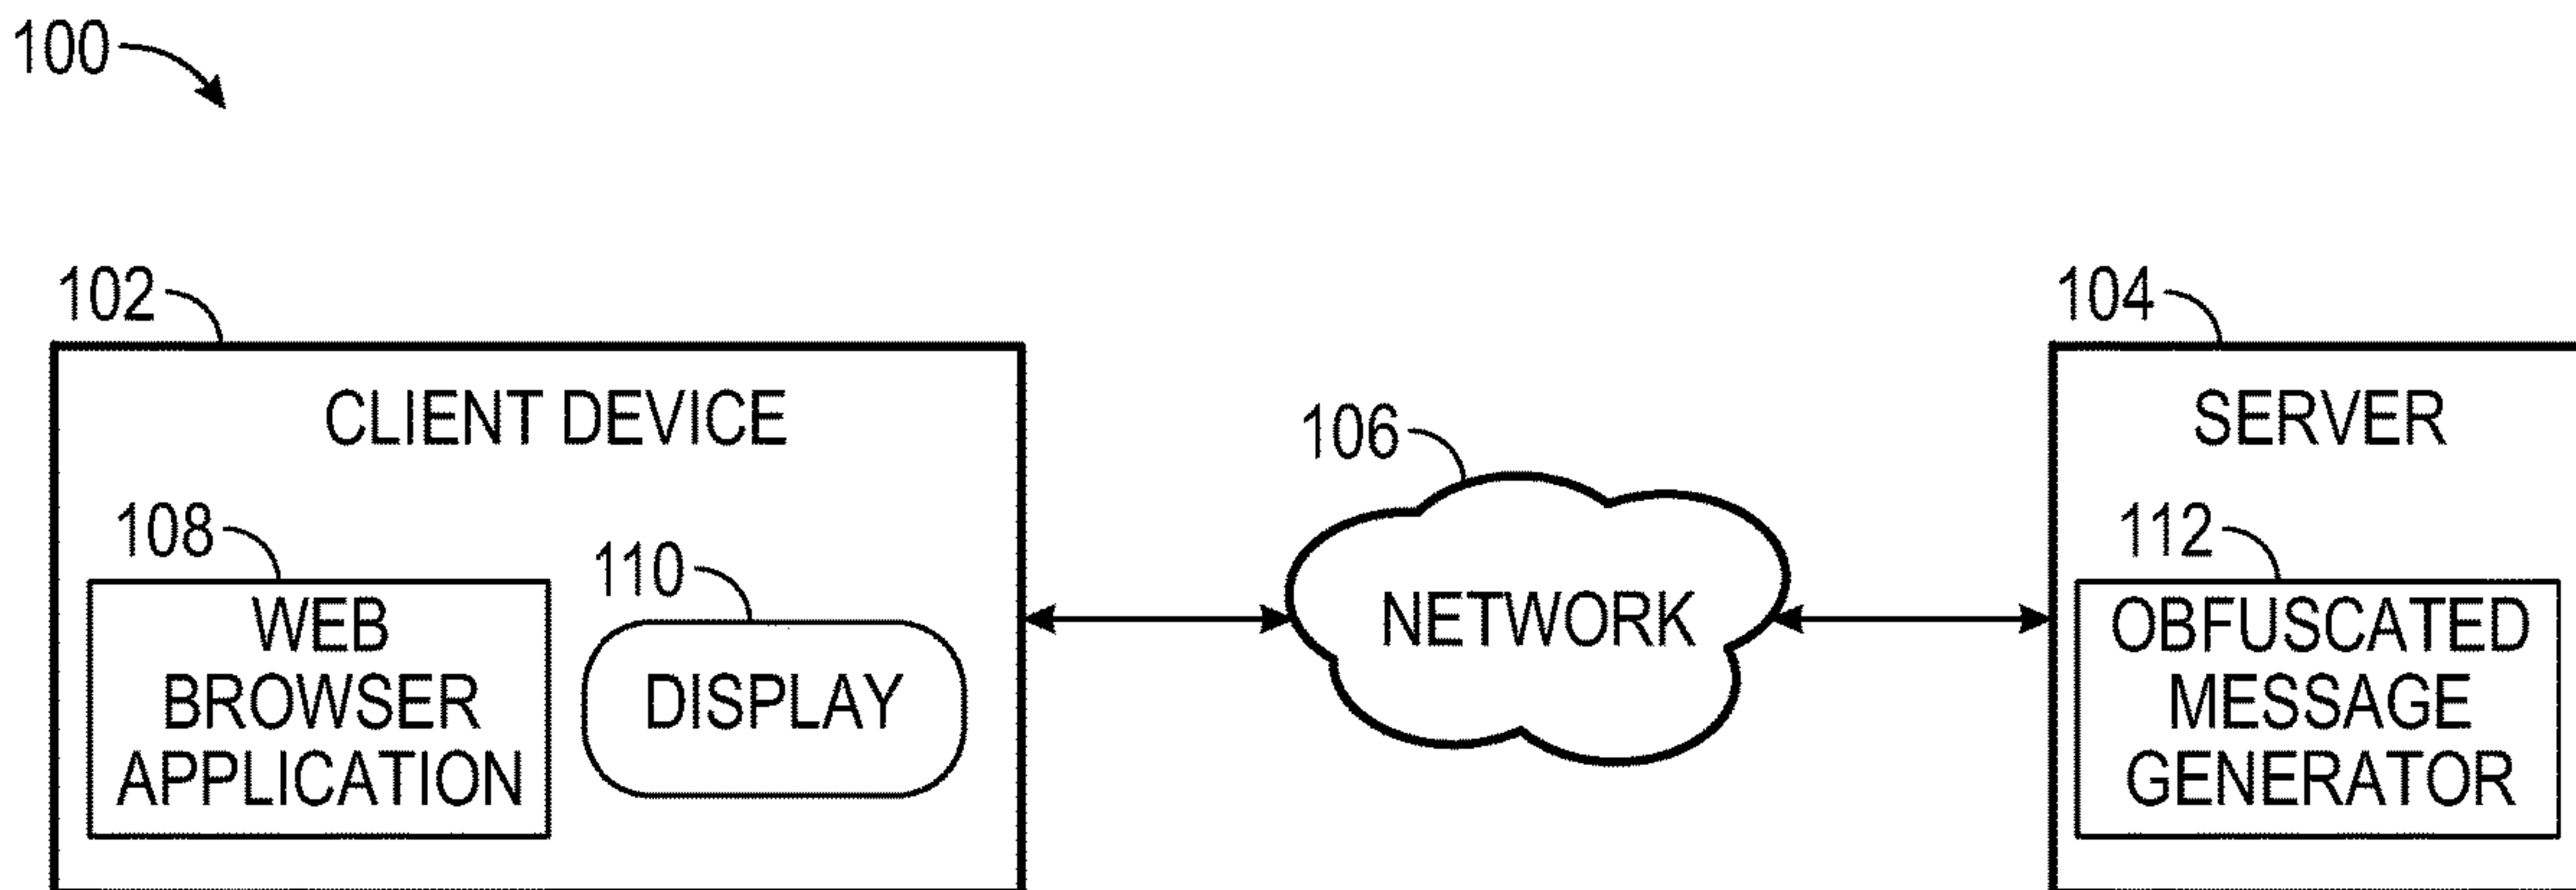 100
102
CLIENT DEVICE
108
WEB
BROWSER
APPLICATION
110
DISPLAY
106
NETWORK
104
SERVER
112
OBFUSCATED
MESSAGE
GENERATOR